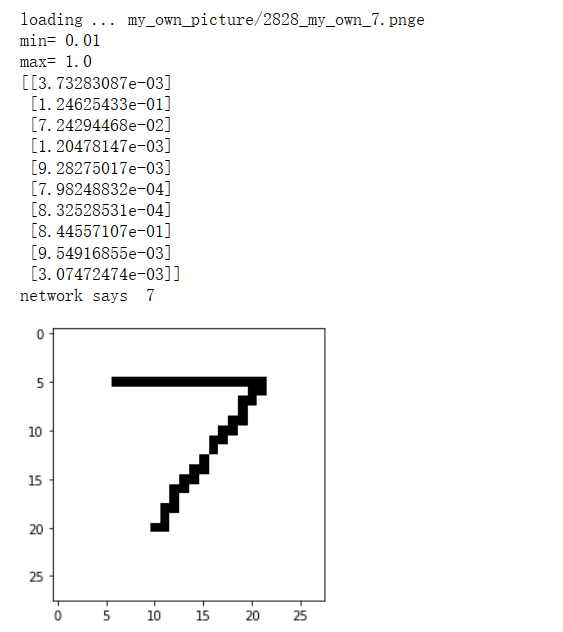 loading ... my_own_picture/2828_my_own_7.pnge
min= 0.01
max= 1.0
[[3.73283087e-03]
[1.24625433e-01]
[7.24294468e-02]
[1.20478147e-03]
[9.28275017e-03]
[7.98248832e-04]
[8.32528531e-04]
[8.44557107e-01]
[9.54916855e-03]
[3.07472474e-03]]
network says 7
0
5
10
15
20
25
7
0 5 10 15 20 25